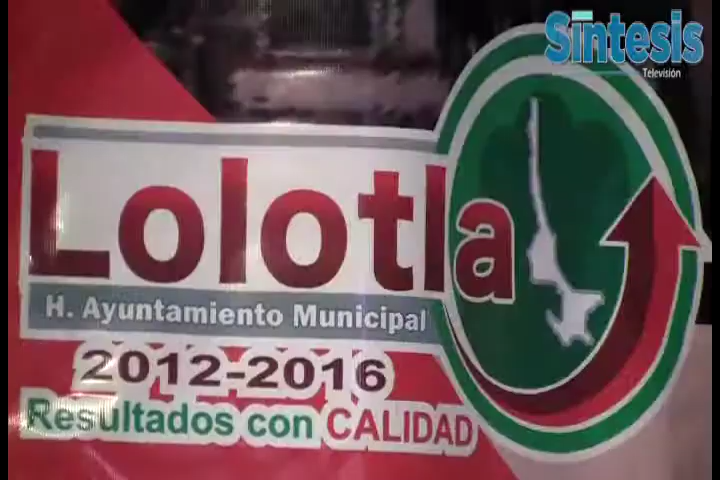 Síntesis
Televisión
Lolotla
H. Ayuntamiento Municipal
2012-2016
Resultados con CALIDAD